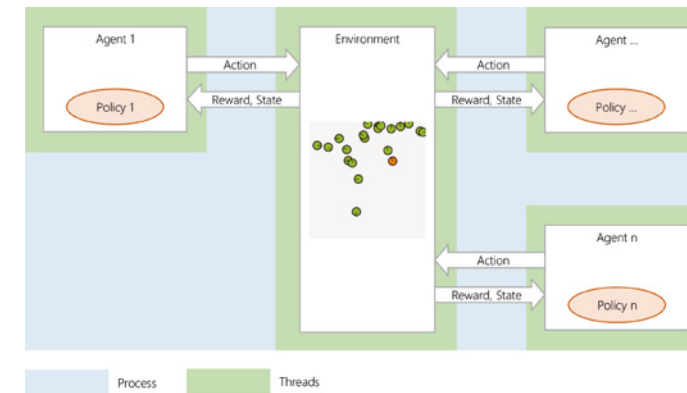 Agent 1
Environment
Agent ...
Action
Action
Policy 1
Reward, State
Reward, State
Policy ...
Agent n
Action
Reward, State
Policy n
Process
Threads